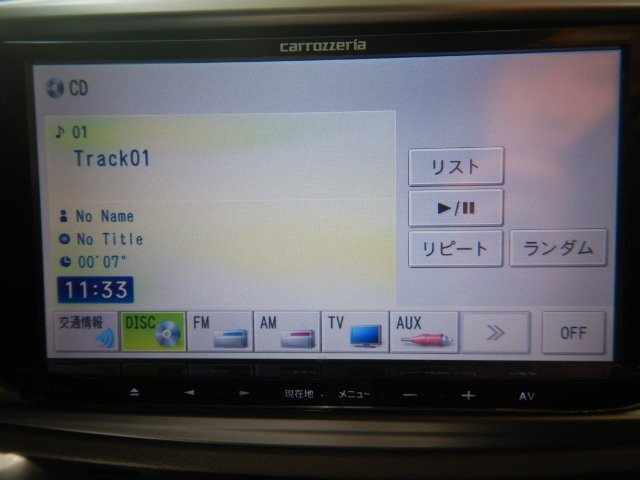 carrozzeria
Pioneer
CD
01
Track01
リスト
▶/II
No Name
No Title
リピート
ランダム
00'07"
11:33
交通情報
DISC
FM
AM
TV
AUX
OFF
現在地
メニュー
AV